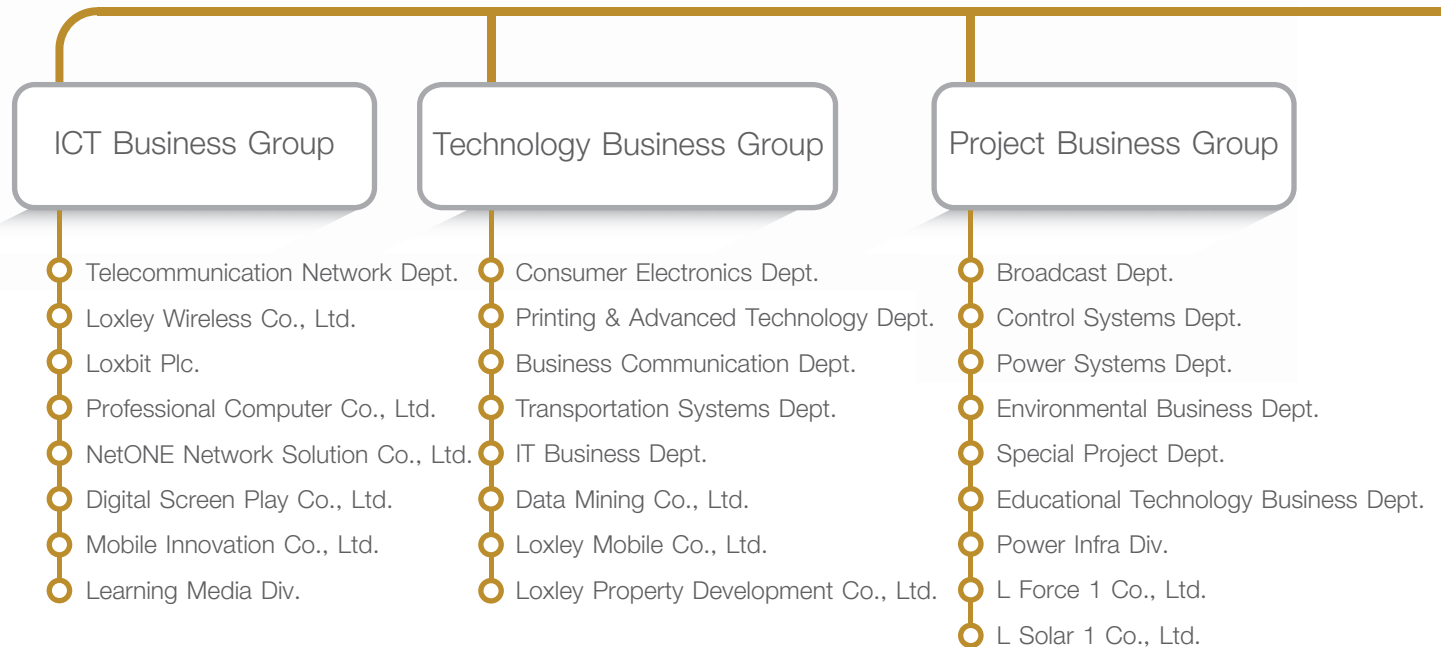 ICT Business Group
Telecommunication Network Dept.
Loxley Wireless Co., Ltd.
Loxbit Plc.
Professional Computer Co., Ltd.
NetONE Network Solution Co., Ltd.
Digital Screen Play Co., Ltd.
Mobile Innovation Co., Ltd.
Learning Media Div.
Technology Business Group
Consumer Electronics Dept.
Printing & Advanced Technology Dept.
Business Communication Dept.
Transportation Systems Dept.
IT Business Dept.
Data Mining Co., Ltd.
Loxley Mobile Co., Ltd.
Loxley Property Development Co., Ltd.
Project Business Group
Broadcast Dept.
Control Systems Dept.
Power Systems Dept.
Environmental Business Dept.
Special Project Dept.
Educational Technology Business Dept.
Power Infra Div.
L Force 1 Co., Ltd.
L Solar 1 Co., Ltd.